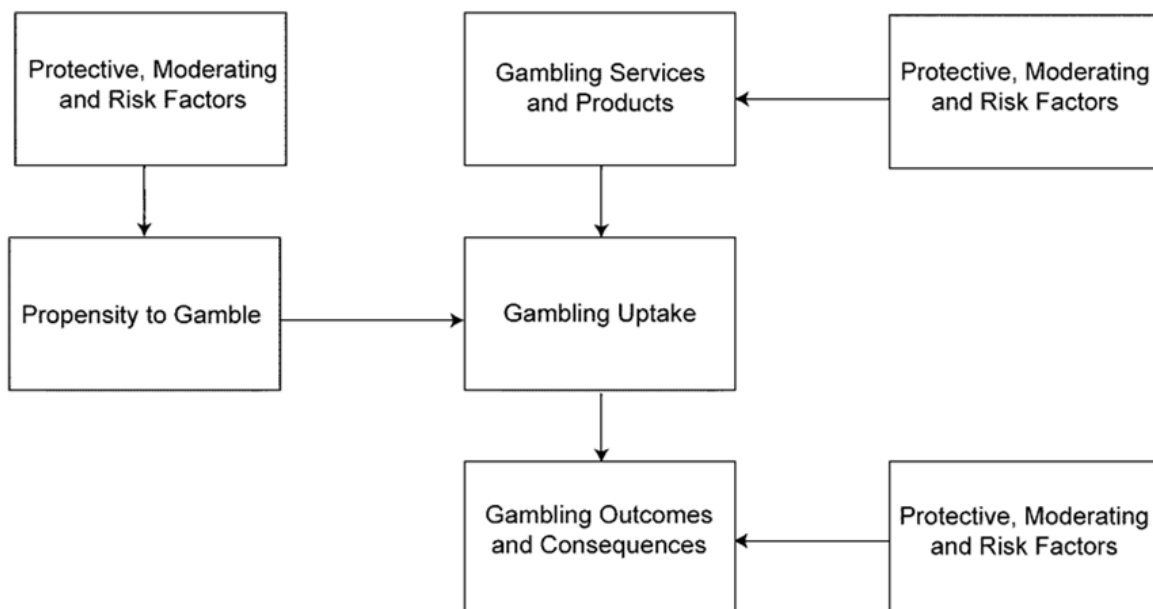 Protective, Moderating
and Risk Factors
Gambling Services
and Products
Protective, Moderating
and Risk Factors
Propensity to Gamble
Gambling Uptake
Gambling Outcomes
and Consequences
Protective, Moderating
and Risk Factors